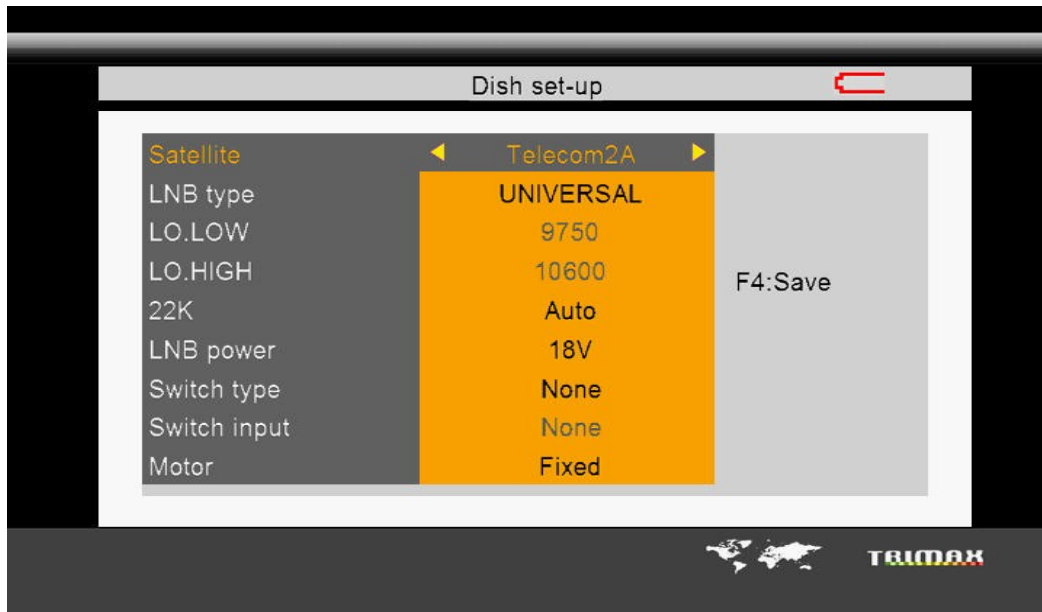 Dish set-up
Satellite Telecom2A
LNB type UNIVERSAL
LO.LOW 9750
LO.HIGH 10600
F4:Save
22K Auto
LNB power 18V
Switch type None
Switch input None
Motor Fixed
TRIMAX